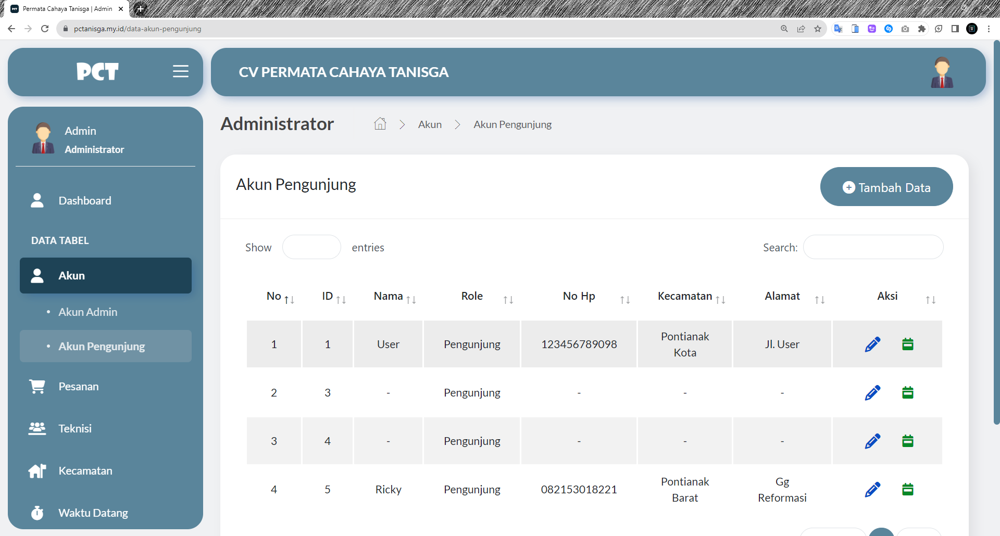 Permata Cahaya Tanisga | Admin
pctanisga.my.id/data-akun-pengunjung
PCT
CV PERMATA CAHAYA TANISGA
Admin
Administrator
Administrator
Akun
Akun Pengunjung
Dashboard
DATA TABEL
Akun
Akun Admin
Akun Pengunjung
Pesanan
Teknisi
Kecamatan
Waktu Datang
Akun Pengunjung
Tambah Data
Show entries
Search:
No ID Nama Role No Hp Kecamatan Alamat Aksi
1 1 User Pengunjung 123456789098 Pontianak Kota Jl. User
2 3 - Pengunjung - - -
3 4 - Pengunjung - - -
4 5 Ricky Pengunjung 082153018221 Pontianak Barat Gg Reformasi